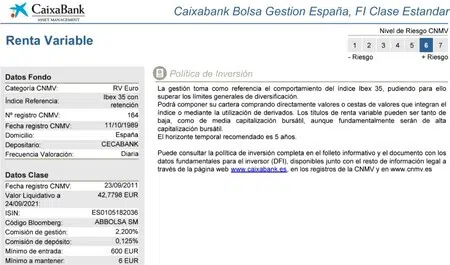 CaixaBank
ASSET MANAGEMENT
Caixabank Bolsa Gestion España, FI Clase Estandar
Renta Variable
Nivel de Riesgo CNMV
1 2 3 4 5 6 7
- Riesgo + Riesgo
Datos Fondo
Categoría CNMV: RV Euro
Índice Referencia: Ibex 35 con
retención
Nº registro CNMV: 164
Fecha registro CNMV: 11/10/1989
Domicilio: España
Depositario: CECABANK
Frecuencia Valoración: Diaria
Datos Clase
Fecha registro CNMV: 23/09/2011
Valor Liquidativo a 42,7798 EUR
24/09/2021:
ISIN: ES0105182036
Código Bloomberg: ABBOLSA SM
Comisión de gestión: 2,200%
Comisión de depósito: 0,125%
Mínimo de entrada: 600 EUR
Mínimo a mantener: 6 EUR
Política de Inversión
La gestión toma como referencia el comportamiento del índice Ibex 35, pudiendo para ello
superar los límites generales de diversificación.
Podrá componer su cartera comprando directamente valores o cestas de valores que integran el
índice o mediante la utilización de derivados. Los títulos de renta variable pueden ser tanto de
baja, como de media capitalización bursátil, aunque fundamentalmente serán de alta
capitalización bursátil.
El horizonte temporal recomendado es 5 años.
Puede consultar la política de inversión completa en el folleto informativo y el documento con los
datos fundamentales para el inversor (DFI), disponibles junto con el resto de información legal a
través de la página web www.caixabank.es, en los registros de la CNMV y en www.cnmv.es